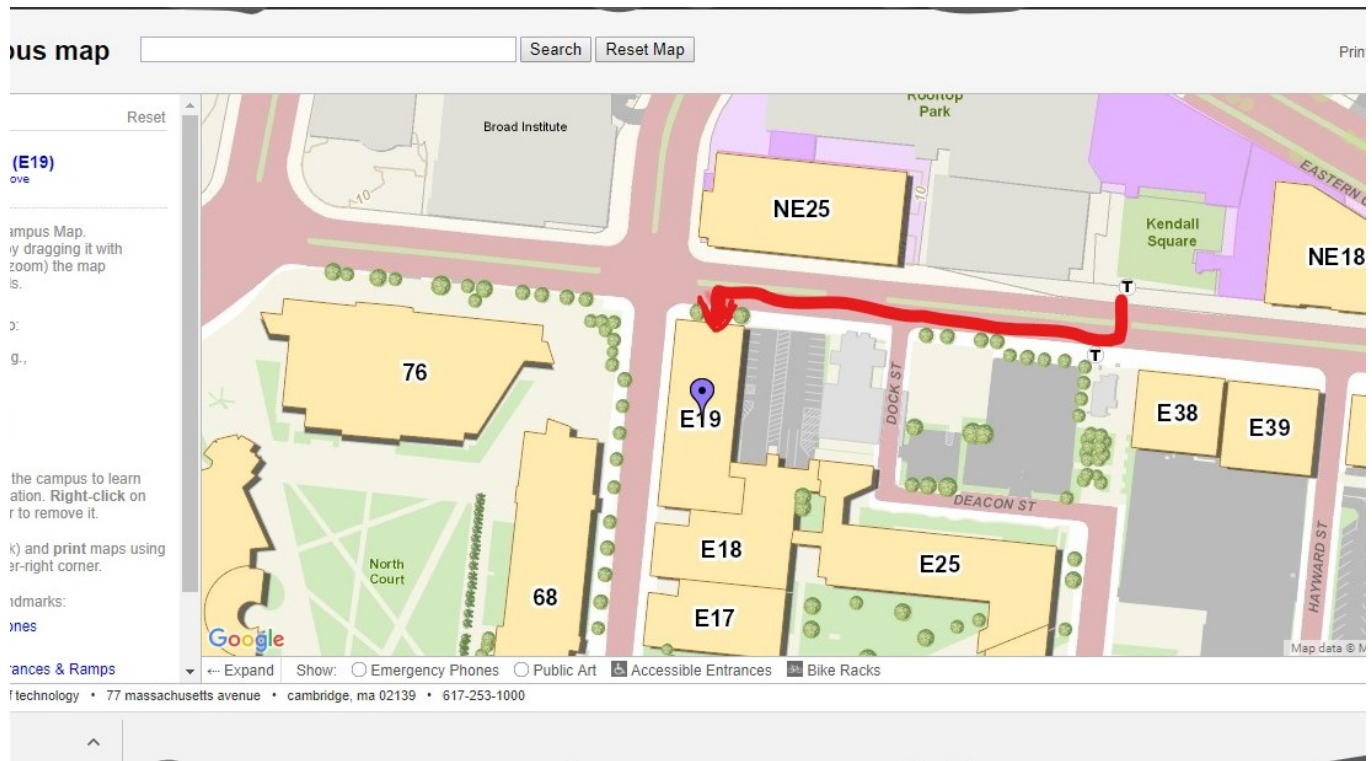 ous map
Search
Reset Map
Prin
Reset
(E19)
ove
ampus Map.
by dragging it with
zoom) the map
ls.
o:
g.,
the campus to learn
ation. Right-click on
r to remove it.
k) and print maps using
er-right corner.
ndmarks:
ones
rances & Ramps
Broad Institute
Rooftop
Park
EASTERN
10
10
NE25
Kendall
Square
NE18
T
T
76
E19
DOCK ST
E38
E39
DEACON ST
HAYWARD ST
North
Court
68
E18
E25
E17
Google
Map data © M
←- Expand
Show:
Emergency Phones
Public Art
Accessible Entrances
Bike Racks
f technology • 77 massachusetts avenue • cambridge, ma 02139 • 617-253-1000